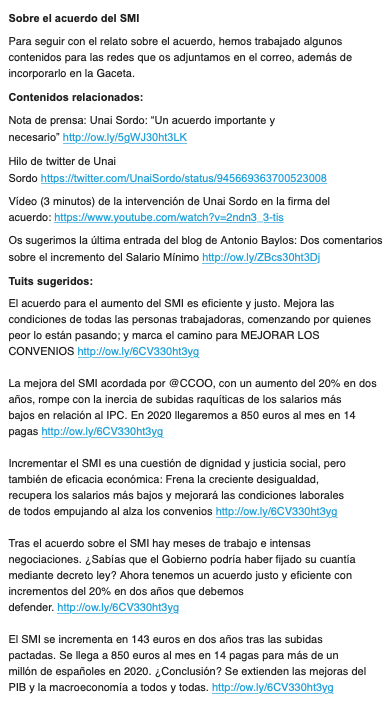 Sobre el acuerdo del SMI
Para seguir con el relato sobre el acuerdo, hemos trabajado algunos
contenidos para las redes que os adjuntamos en el correo, además de
incorporarlo en la Gaceta.
Contenidos relacionados:
Nota de prensa: Unai Sordo: “Un acuerdo importante y
necesario” http://ow.ly/5gWJ30ht3LK
Hilo de twitter de Unai
Sordo https://twitter.com/UnaiSordo/status/945669363700523008
Vídeo (3 minutos) de la intervención de Unai Sordo en la firma del
acuerdo: https://www.youtube.com/watch?v=2ndn3_3-tis
Os sugerimos la última entrada del blog de Antonio Baylos: Dos comentarios
sobre el incremento del Salario Mínimo http://ow.ly/ZBcs30ht3Dj
Tuits sugeridos:
El acuerdo para el aumento del SMI es eficiente y justo. Mejora las
condiciones de todas las personas trabajadoras, comenzando por quienes
peor lo están pasando; y marca el camino para MEJORAR LOS
CONVENIOS http://ow.ly/6CV330ht3yg
La mejora del SMI acordada por @CCOO, con un aumento del 20% en dos
años, rompe con la inercia de subidas raquíticas de los salarios más
bajos en relación al IPC. En 2020 llegaremos a 850 euros al mes en 14
pagas http://ow.ly/6CV330ht3yg
Incrementar el SMI es una cuestión de dignidad y justicia social, pero
también de eficacia económica: Frena la creciente desigualdad,
recupera los salarios más bajos y mejorará las condiciones laborales
de todos empujando al alza los convenios http://ow.ly/6CV330ht3yg
Tras el acuerdo sobre el SMI hay meses de trabajo e intensas
negociaciones. ¿Sabías que el Gobierno podría haber fijado su cuantía
mediante decreto ley? Ahora tenemos un acuerdo justo y eficiente con
incrementos del 20% en dos años que debemos
defender. http://ow.ly/6CV330ht3yg
El SMI se incrementa en 143 euros en dos años tras las subidas
pactadas. Se llega a 850 euros al mes en 14 pagas para más de un
millón de españoles en 2020. ¿Conclusión? Se extienden las mejoras del
PIB y la macroeconomía a todos y todas. http://ow.ly/6CV330ht3yg